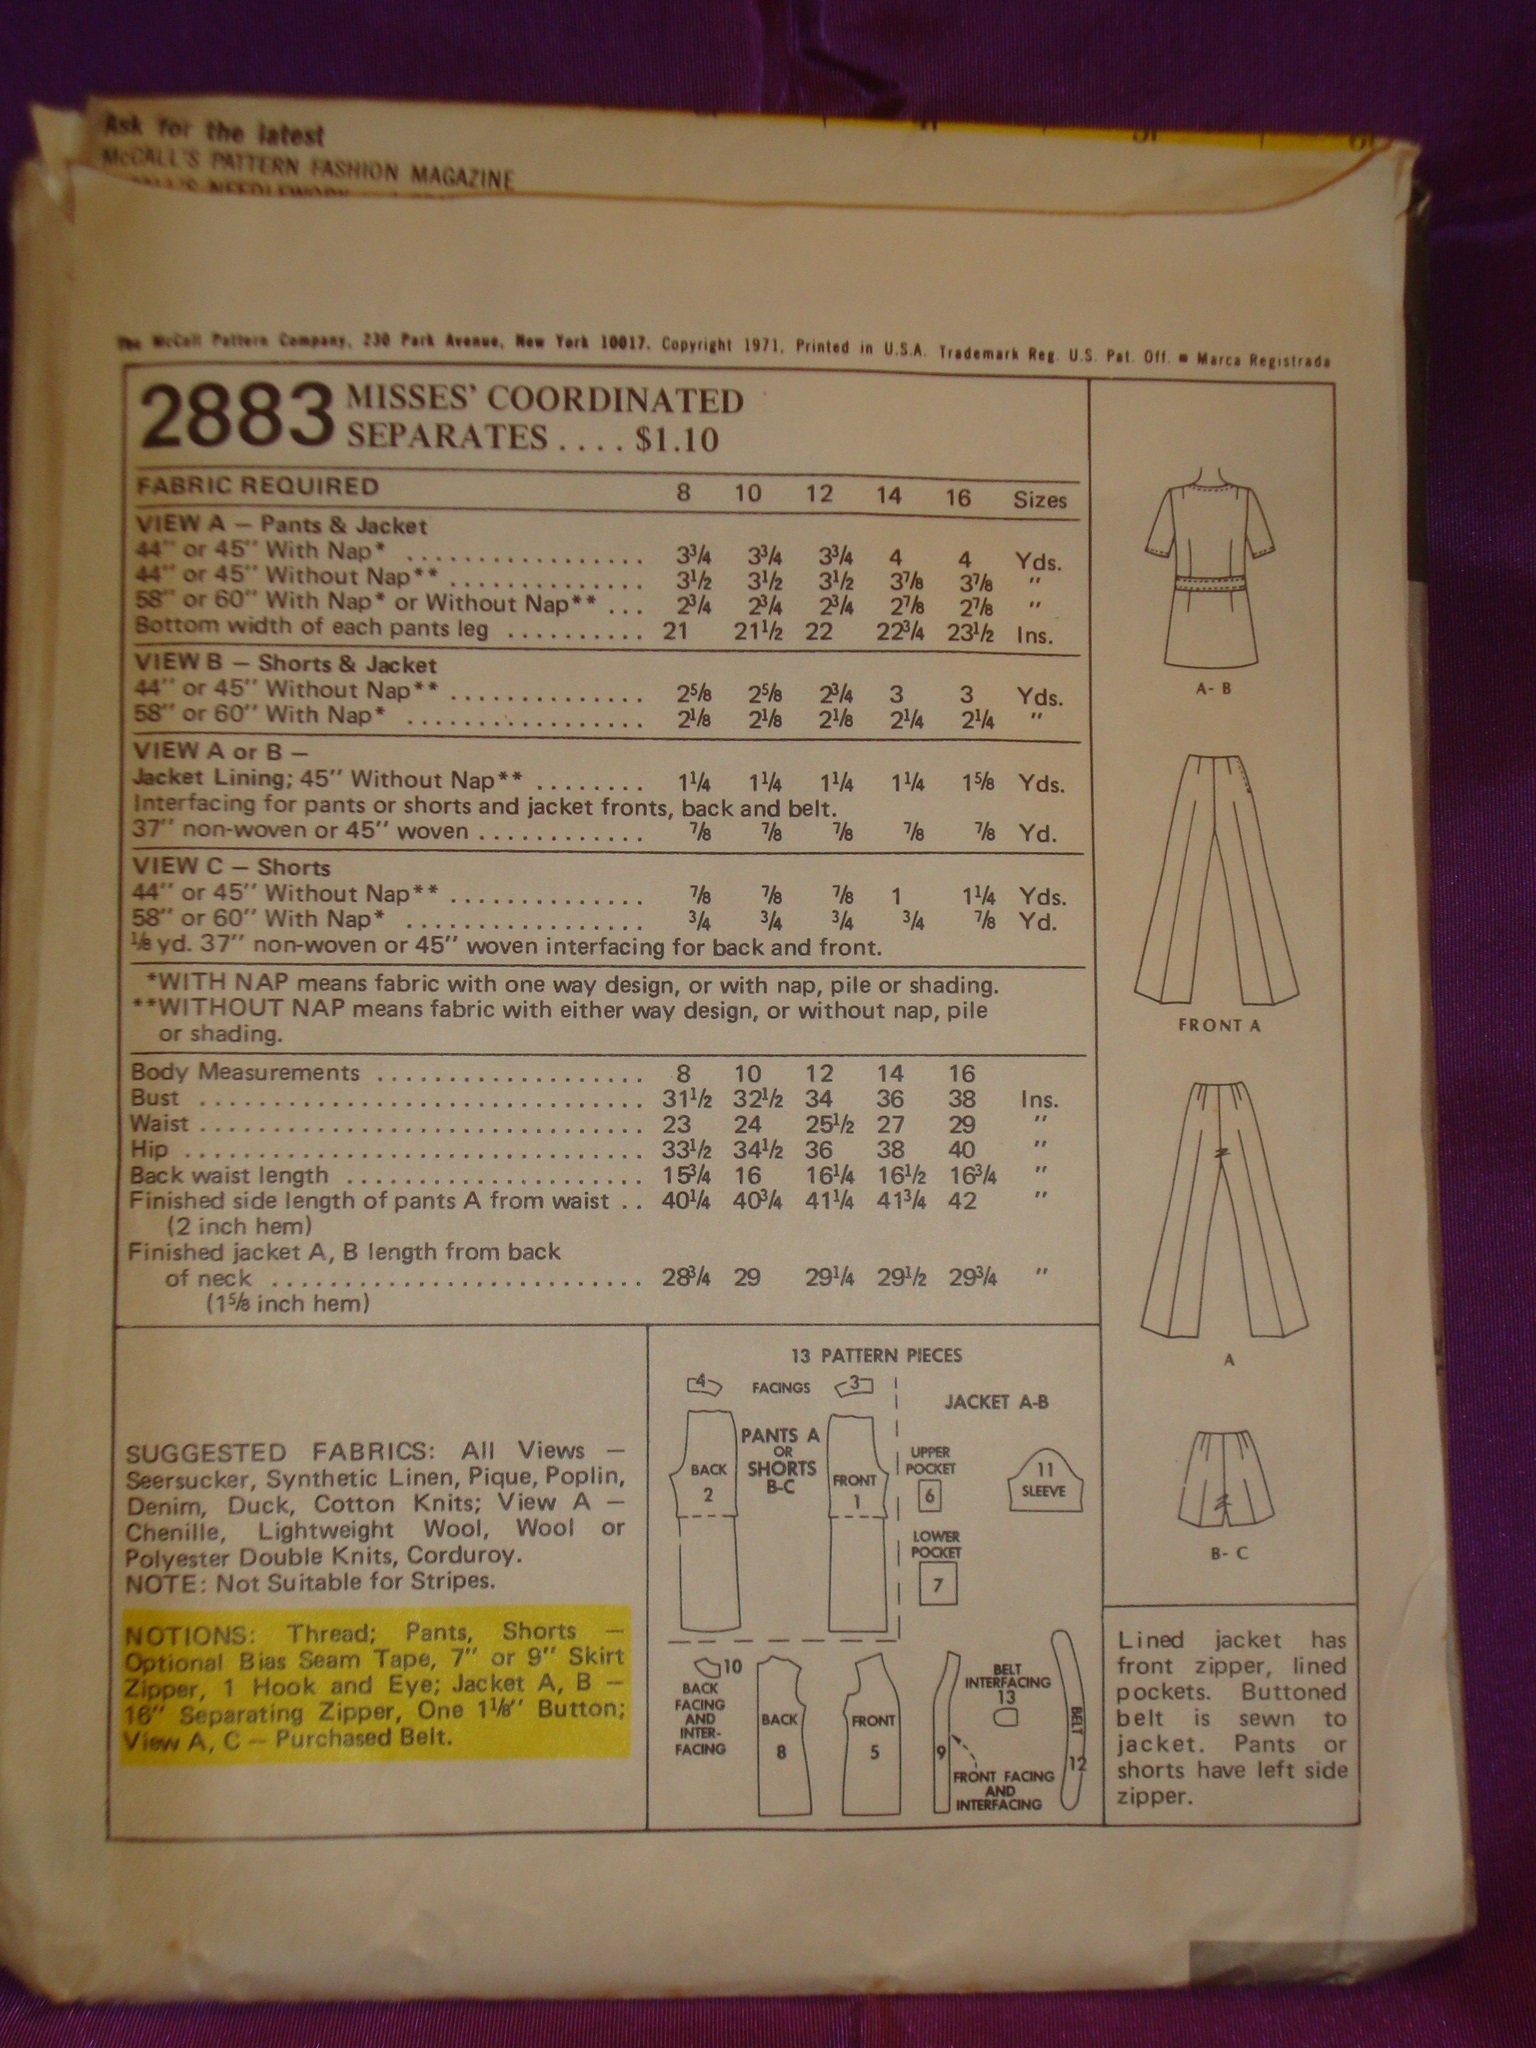 Ask for the latest
McCALL'S PATTERN FASHION MAGAZINE
The McCall Pattern Company, 230 Park Avenue, New York 10017. Copyright 1971, Printed in U.S.A. Trademark Reg. U.S. Pat. Off. = Marca Registrada
2883 MISSES' COORDINATED
SEPARATES . . . . $1.10
FABRIC REQUIRED 8 10 12 14 16 Sizes
VIEW A – Pants & Jacket
44" or 45" With Nap* ............... 3¾ 3¾ 3¾ 4 4 Yds.
44" or 45" Without Nap** ............ 3½ 3½ 3½ 3⅞ 3⅞ "
58" or 60" With Nap* or Without Nap** ... 2¾ 2¾ 2¾ 2⅞ 2⅞ "
Bottom width of each pants leg .......... 21 21½ 22 22¾ 23½ Ins.
VIEW B – Shorts & Jacket
44" or 45" Without Nap** ............ 2⅝ 2⅝ 2¾ 3 3 Yds.
58" or 60" With Nap* ............... 2⅛ 2⅛ 2⅛ 2¼ 2¼ "
VIEW A or B –
Jacket Lining; 45" Without Nap** ........ 1¼ 1¼ 1¼ 1¼ 1⅝ Yds.
Interfacing for pants or shorts and jacket fronts, back and belt.
37" non-woven or 45" woven ............ ⅞ ⅞ ⅞ ⅞ ⅞ Yd.
VIEW C – Shorts
44" or 45" Without Nap** ............ ⅞ ⅞ ⅞ 1 1¼ Yds.
58" or 60" With Nap* ............... ¾ ¾ ¾ ¾ ⅞ Yd.
⅛ yd. 37" non-woven or 45" woven interfacing for back and front.
*WITH NAP means fabric with one way design, or with nap, pile or shading.
**WITHOUT NAP means fabric with either way design, or without nap, pile
or shading.
Body Measurements ................... 8 10 12 14 16
Bust ............................... 31½ 32½ 34 36 38 Ins.
Waist ............................... 23 24 25½ 27 29 "
Hip ................................ 33½ 34½ 36 38 40 "
Back waist length ..................... 15¾ 16 16¼ 16½ 16¾ "
Finished side length of pants A from waist . . 40¼ 40¾ 41¼ 41¾ 42 "
(2 inch hem)
Finished jacket A, B length from back
of neck .......................... 28¾ 29 29¼ 29½ 29¾ "
(1⅝ inch hem)
SUGGESTED FABRICS: All Views –
Seersucker, Synthetic Linen, Pique, Poplin,
Denim, Duck, Cotton Knits; View A –
Chenille, Lightweight Wool, Wool or
Polyester Double Knits, Corduroy.
NOTE: Not Suitable for Stripes.
NOTIONS: Thread; Pants, Shorts –
Optional Bias Seam Tape, 7" or 9" Skirt
Zipper, 1 Hook and Eye; Jacket A, B –
16" Separating Zipper, One 1⅛" Button;
View A, C – Purchased Belt.
13 PATTERN PIECES
4 FACINGS 3
PANTS A
OR
SHORTS
B-C
BACK
2
FRONT
1
JACKET A-B
UPPER
POCKET
6
11
SLEEVE
LOWER
POCKET
7
10
BACK
FACING
AND
INTER-
FACING
BACK
8
FRONT
5
9
FRONT FACING
AND
INTERFACING
BELT
INTERFACING
13
BELT
12
A- B
FRONT A
A
B- C
Lined jacket has
front zipper, lined
pockets. Buttoned
belt is sewn to
jacket. Pants or
shorts have left side
zipper.